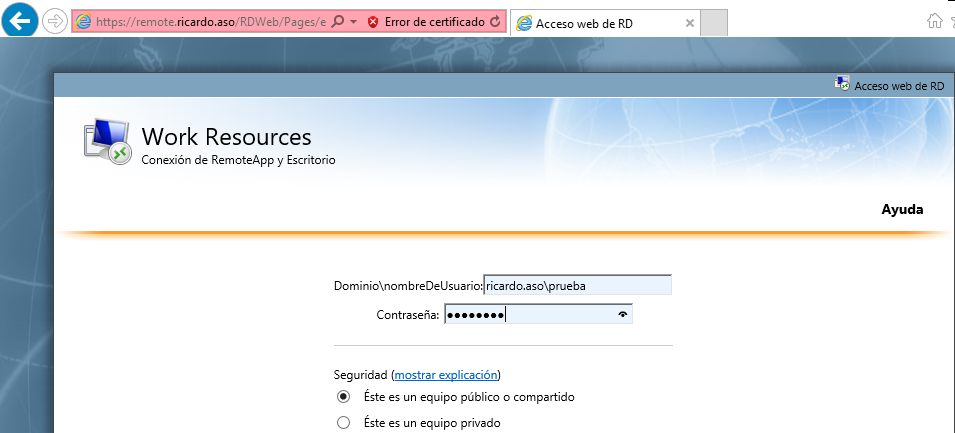 https://remote.ricardo.aso/RDWeb/Pages/e
Error de certificado
Acceso web de RD
Acceso web de RD
Work Resources
Conexión de RemoteApp y Escritorio
Ayuda
Dominio\nombreDeUsuario: ricardo.aso\prueba
Contraseña: ••••••••
Seguridad (mostrar explicación)
Éste es un equipo público o compartido
Éste es un equipo privado